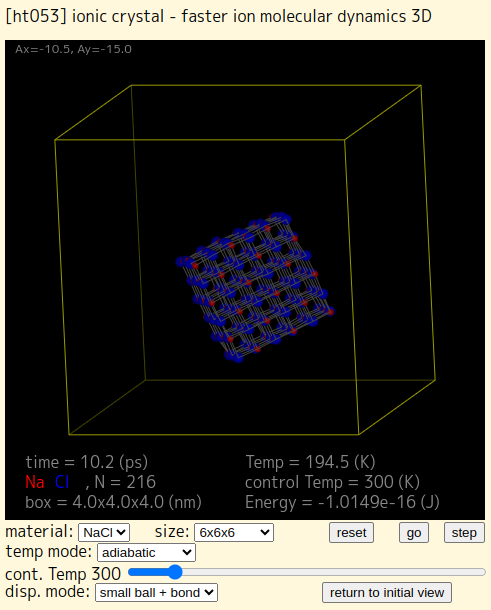 [ht053] ionic crystal - faster ion molecular dynamics 3D
Ax=-10.5, Ay=-15.0
time = 10.2 (ps) Temp = 194.5 (K)
Na Cl , N = 216 control Temp = 300 (K)
box = 4.0x4.0x4.0 (nm) Energy = -1.0149e-16 (J)
material: NaCl size: 6x6x6 reset go step
temp mode: adiabatic
cont. Temp 300
disp. mode: small ball + bond return to initial view